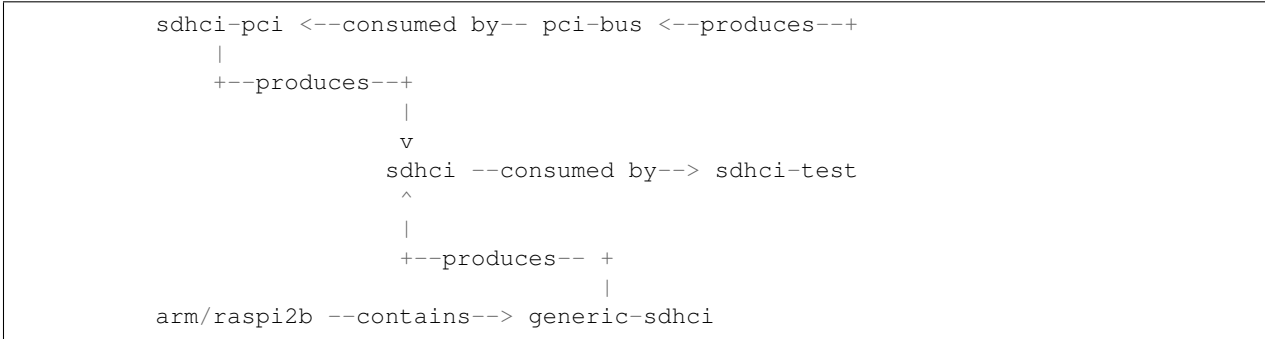 sdhci-pci <--consumed by-- pci-bus <--produces--+
|
+--produces--+
|
v
sdhci --consumed by--> sdhci-test
^
|
+--produces-- +
|
arm/raspi2b --contains--> generic-sdhci